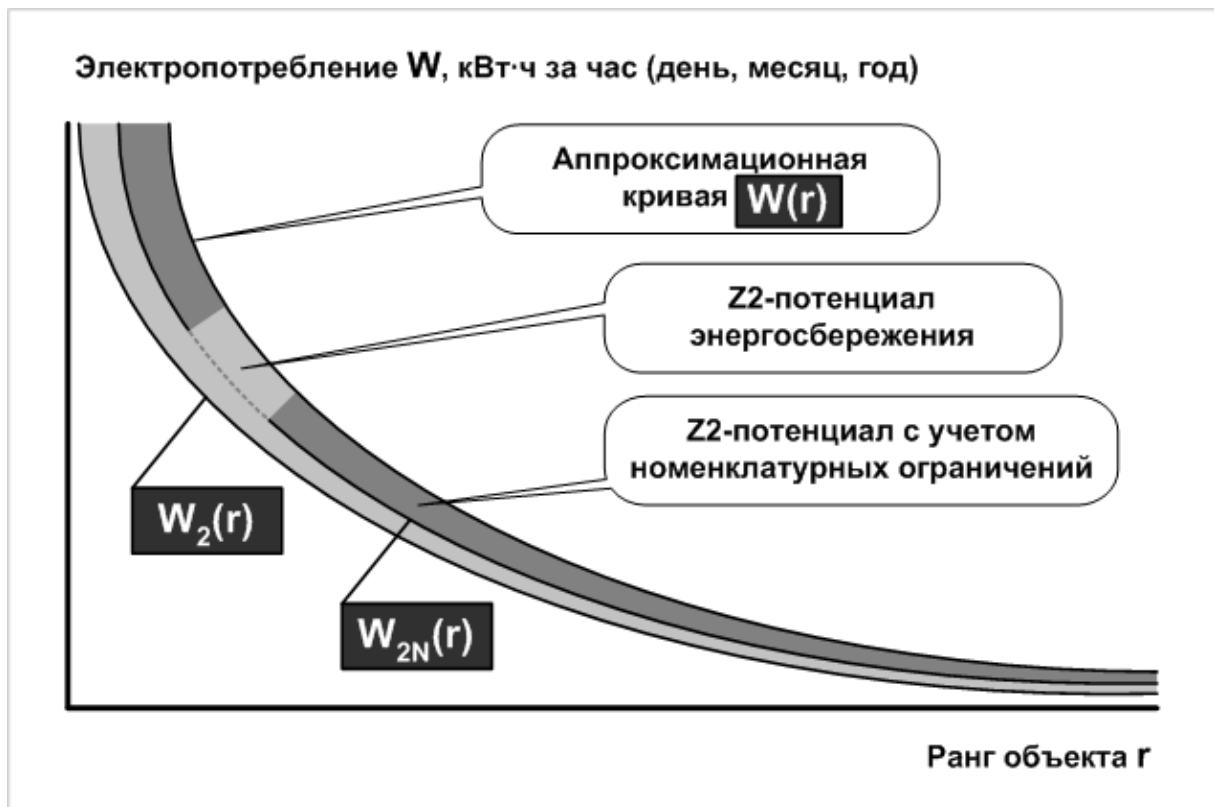 Электропотребление W, кВт·ч за час (день, месяц, год)
Аппроксимационная
кривая W(r)
Z2-потенциал
энергосбережения
Z2-потенциал с учетом
номенклатурных ограничений
W₂(r)
W₂ₙ(r)
Ранг объекта r